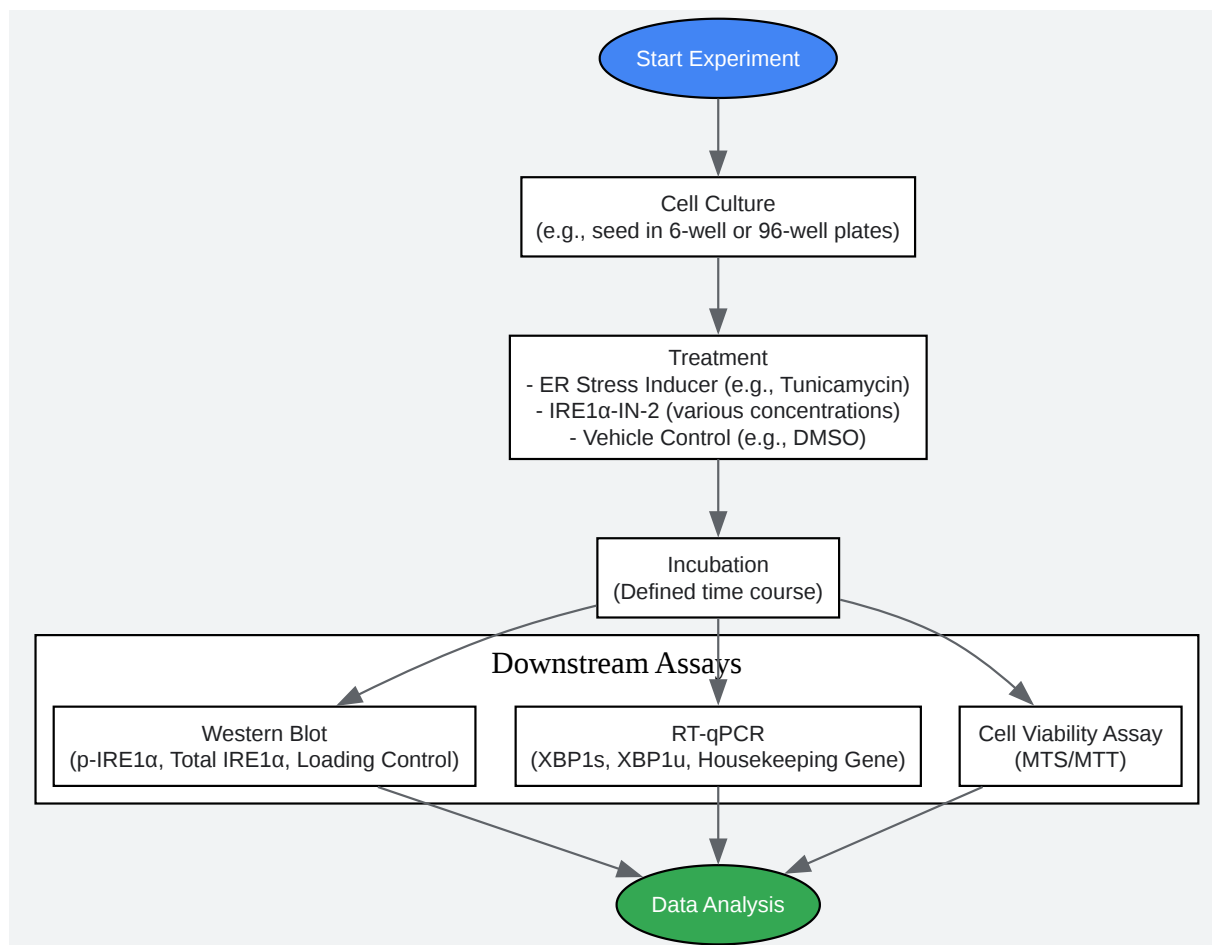 Start Experiment
Cell Culture
(e.g., seed in 6-well or 96-well plates)
Treatment
- ER Stress Inducer (e.g., Tunicamycin)
- IRE1α-IN-2 (various concentrations)
- Vehicle Control (e.g., DMSO)
Incubation
(Defined time course)
Downstream Assays
Western Blot
(p-IRE1α, Total IRE1α, Loading Control)
RT-qPCR
(XBP1s, XBP1u, Housekeeping Gene)
Cell Viability Assay
(MTS/MTT)
Data Analysis